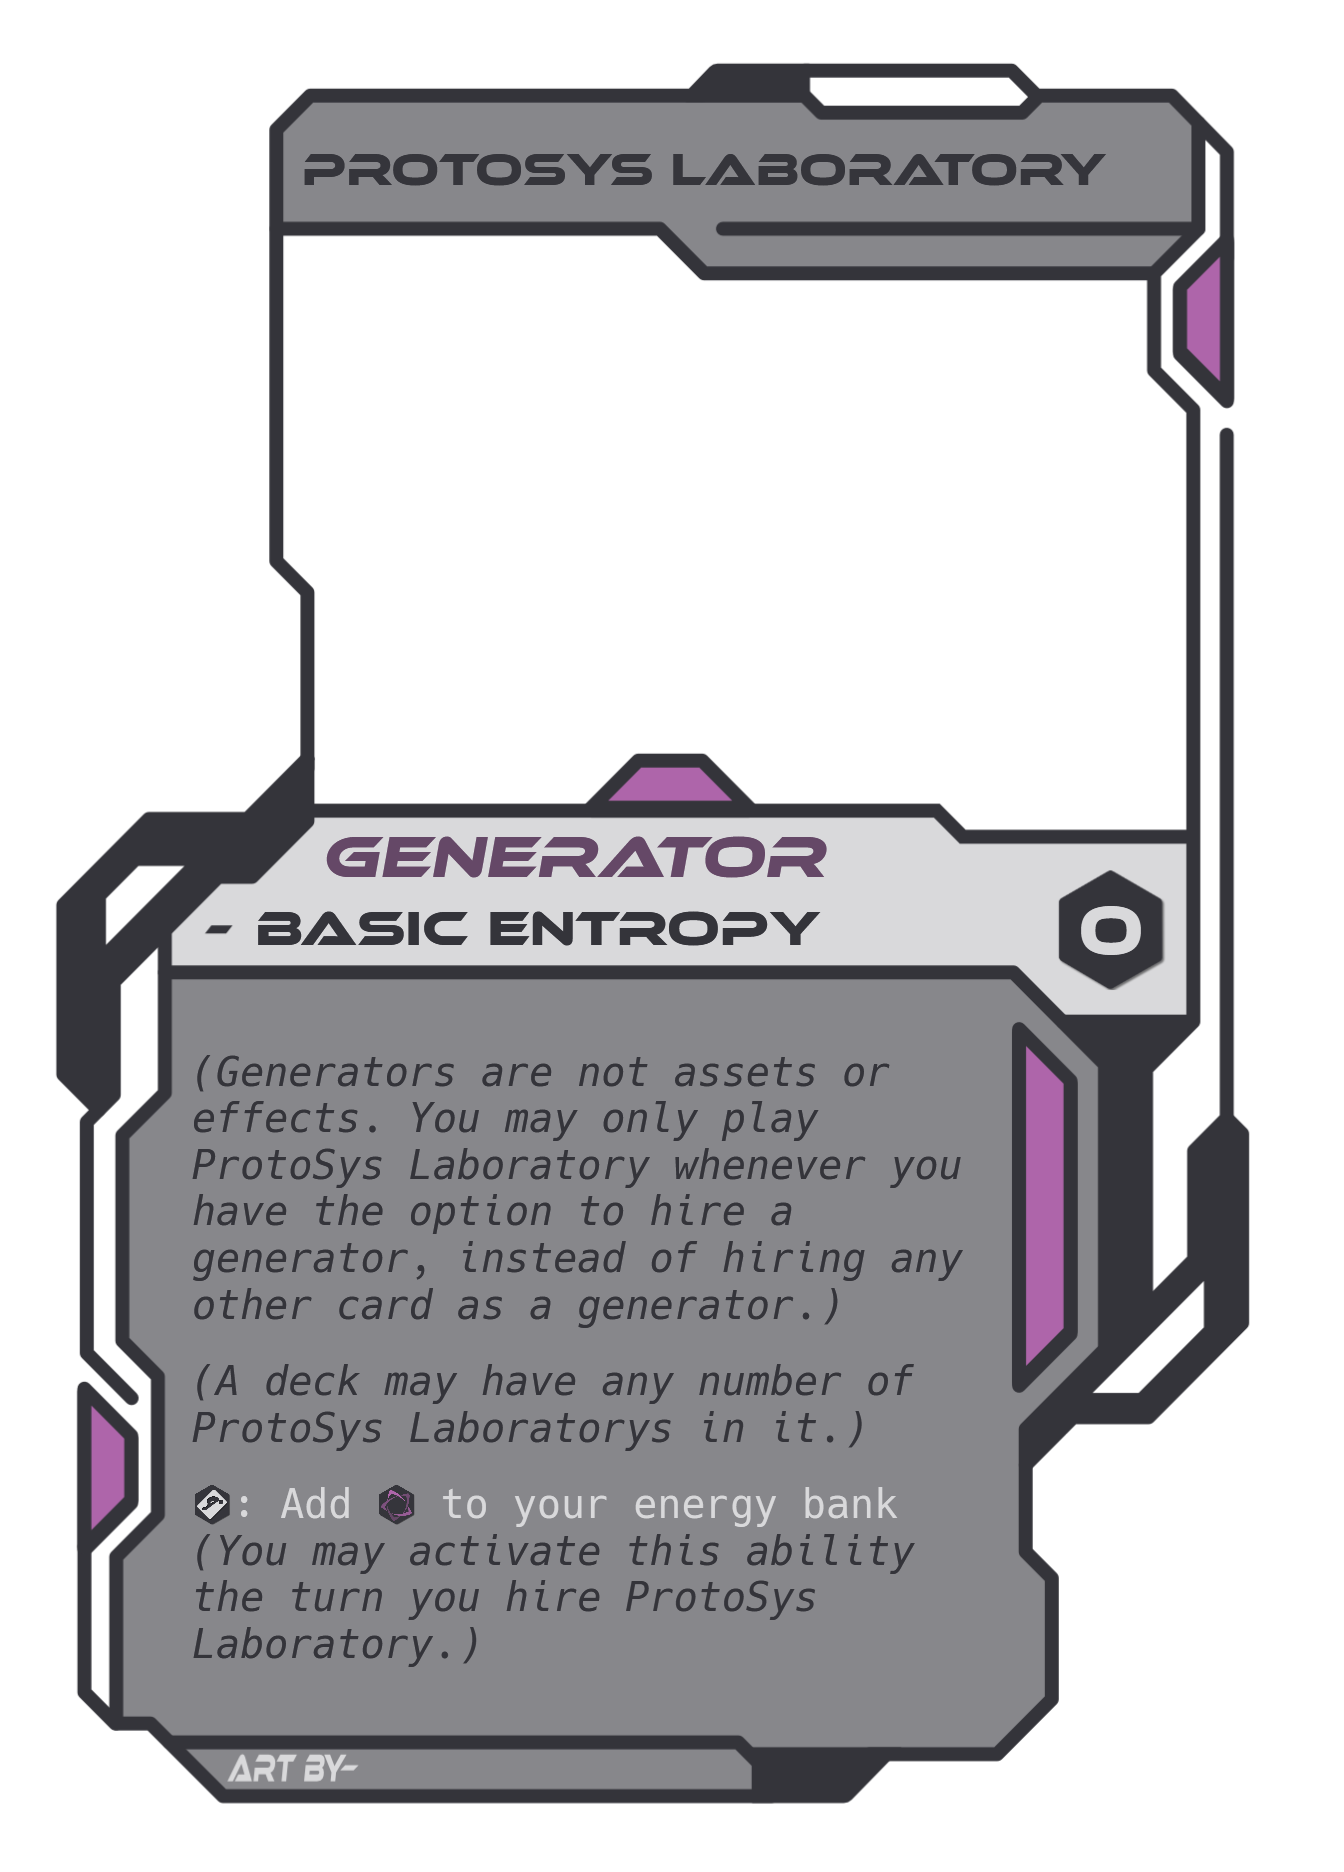 PROTOSYS LABORATORY
GENERATOR
- BASIC ENTROPY
0
(Generators are not assets or
effects. You may only play
ProtoSys Laboratory whenever you
have the option to hire a
generator, instead of hiring any
other card as a generator.)
(A deck may have any number of
ProtoSys Laboratorys in it.)
: Add to your energy bank
(You may activate this ability
the turn you hire ProtoSys
Laboratory.)
ART BY-